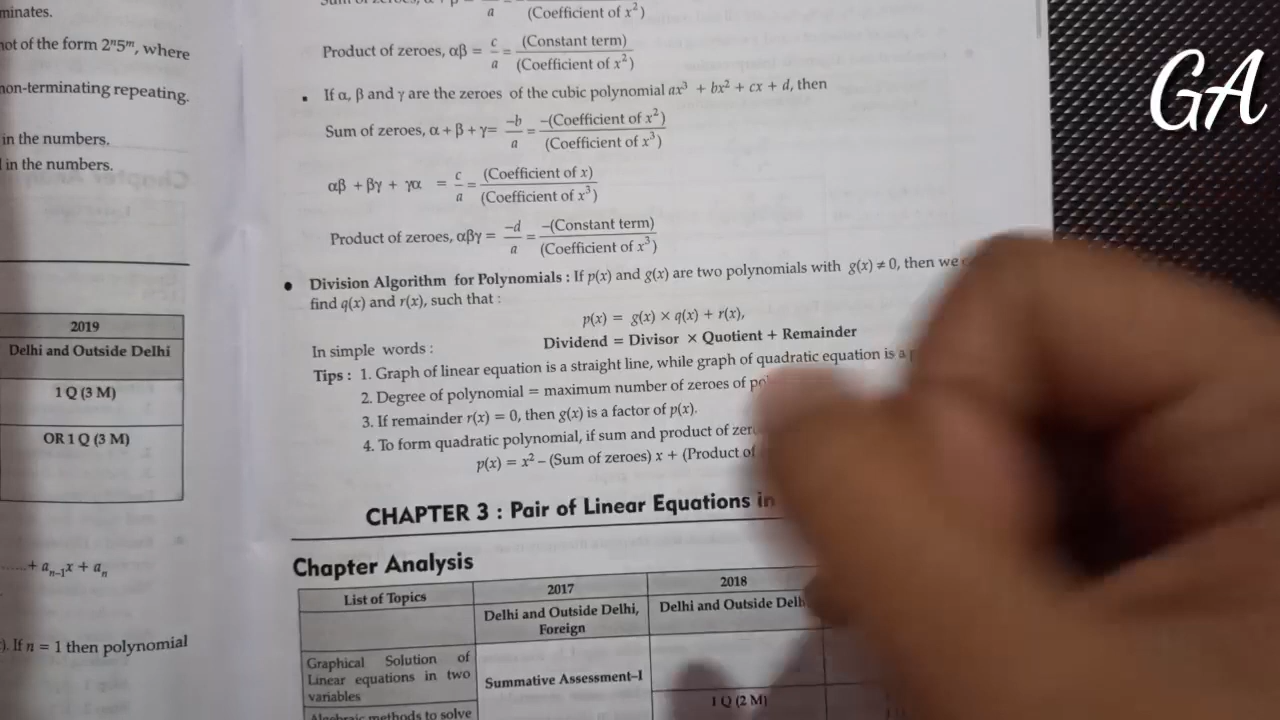 minates.
not of the form 2ⁿ5ᵐ, where
non-terminating repeating.
in the numbers.
in the numbers.
2019
Delhi and Outside Delhi
1 Q (3 M)
OR 1 Q (3 M)
......+ aₙ₋₁x + aₙ
). If n = 1 then polynomial
a (Coefficient of x²)
Product of zeroes, αβ = c/a = (Constant term)/(Coefficient of x²)
• If α, β and γ are the zeroes of the cubic polynomial ax³ + bx² + cx + d, then
Sum of zeroes, α + β + γ= –b/a = –(Coefficient of x²)/(Coefficient of x³)
αβ + βγ + γα = c/a = (Coefficient of x)/(Coefficient of x³)
Product of zeroes, αβγ = –d/a = –(Constant term)/(Coefficient of x³)
• Division Algorithm for Polynomials : If p(x) and g(x) are two polynomials with g(x) ≠ 0, then we
find q(x) and r(x), such that :
p(x) = g(x) × q(x) + r(x),
In simple words : Dividend = Divisor × Quotient + Remainder
Tips : 1. Graph of linear equation is a straight line, while graph of quadratic equation is a
2. Degree of polynomial = maximum number of zeroes of
3. If remainder r(x) = 0, then g(x) is a factor of p(x).
4. To form quadratic polynomial, if sum and product of
p(x) = x² – (Sum of zeroes) x + (Product of
CHAPTER 3 : Pair of Linear Equations in
Chapter Analysis
List of Topics 2017 2018
Delhi and Outside Delhi, Foreign Delhi and Outside
Graphical Solution of Linear equations in two variables
Summative Assessment–I
1 Q (2 M)
Algebraic methods to solve
GA